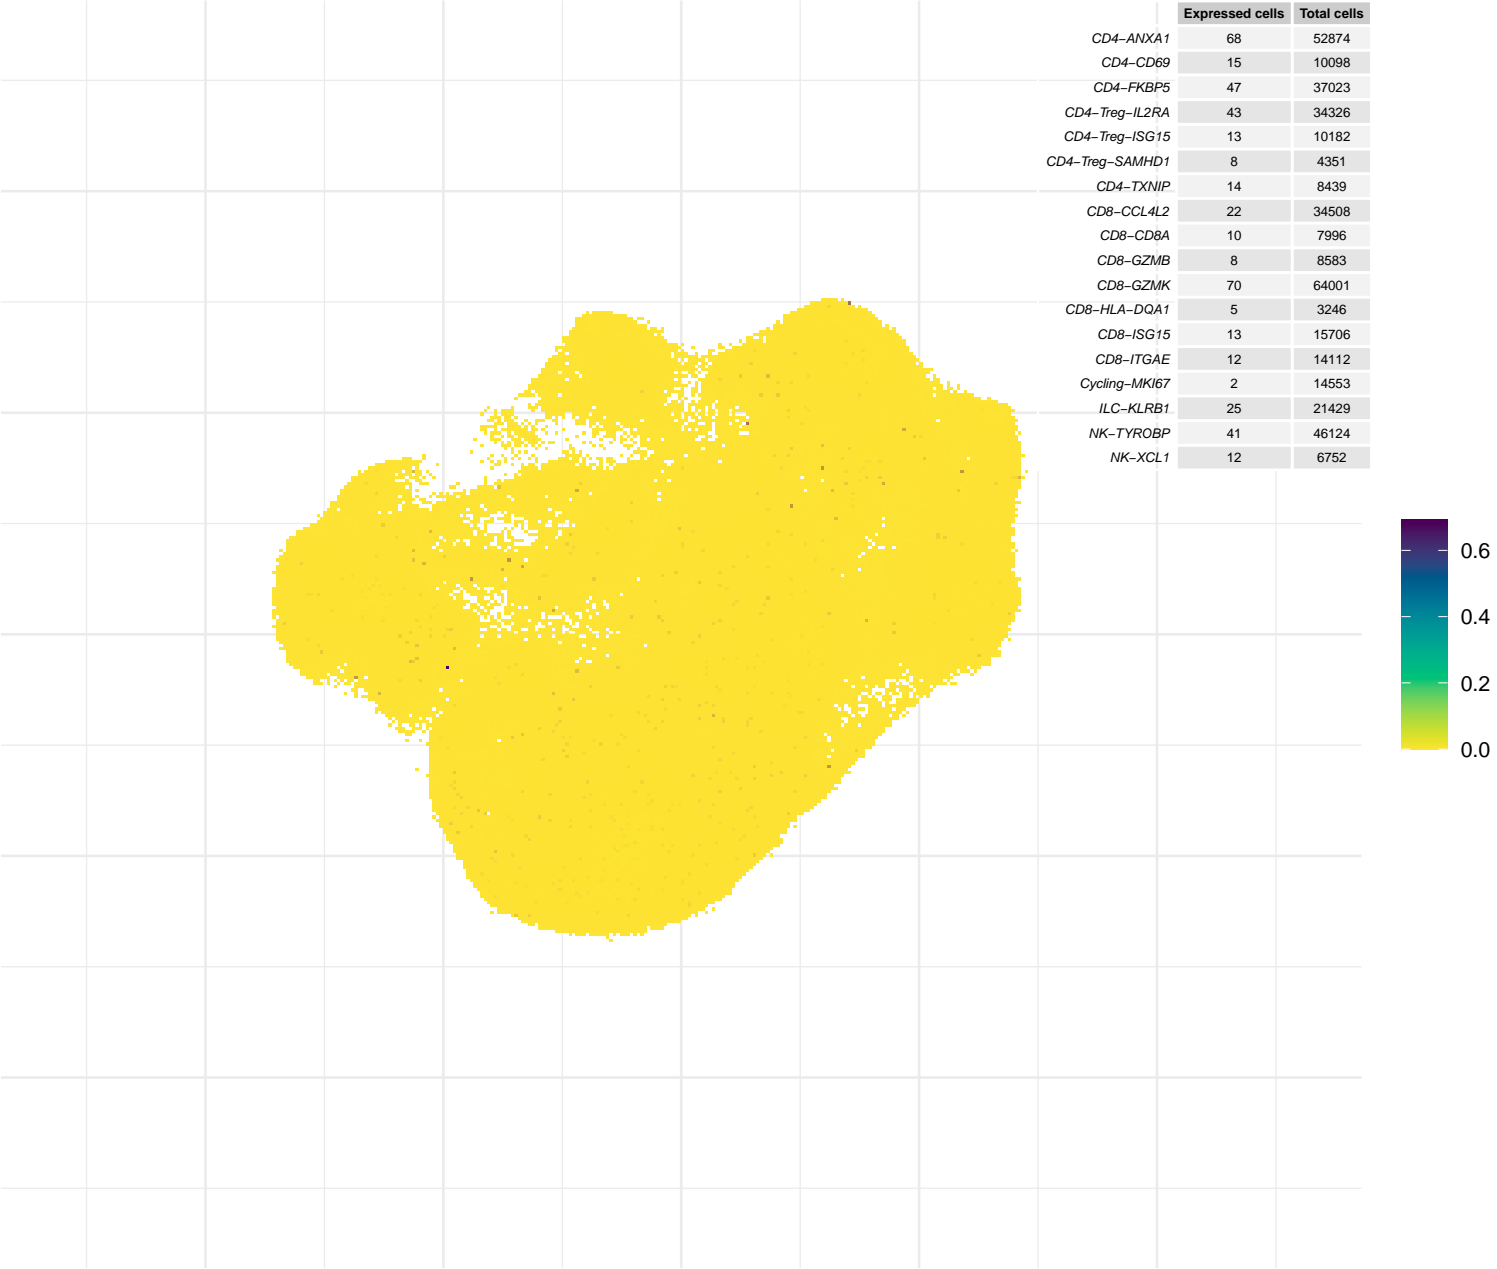 Expressed cells Total cells
CD4−ANXA1 68 52874
CD4−CD69 15 10098
CD4−FKBP5 47 37023
CD4−Treg−IL2RA 43 34326
CD4−Treg−ISG15 13 10182
CD4−Treg−SAMHD1 8 4351
CD4−TXNIP 14 8439
CD8−CCL4L2 22 34508
CD8−CD8A 10 7996
CD8−GZMB 8 8583
CD8−GZMK 70 64001
CD8−HLA−DQA1 5 3246
CD8−ISG15 13 15706
CD8−ITGAE 12 14112
Cycling−MKI67 2 14553
ILC−KLRB1 25 21429
NK−TYROBP 41 46124
NK−XCL1 12 6752
0.6
0.4
0.2
0.0